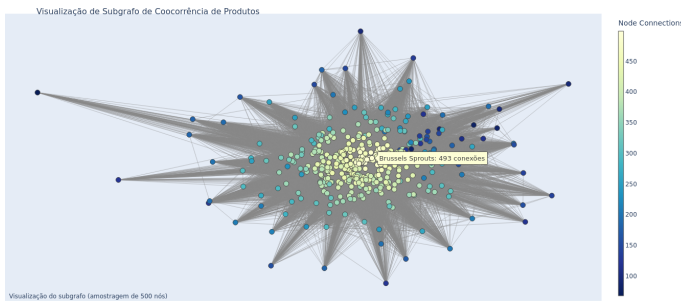 Visualização de Subgrafo de Coocorrência de Produtos
Node Connections
450
400
350
300
250
200
150
100
Brussels Sprouts: 493 conexões
Visualização do subgrafo (amostragem de 500 nós)